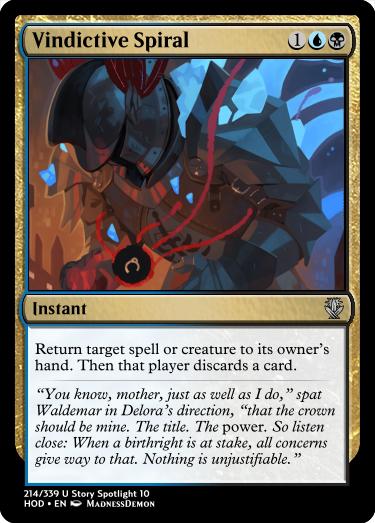 Vindictive Spiral 1
Instant
Return target spell or creature to its owner's
hand. Then that player discards a card.
"You know, mother, just as well as I do," spat
Waldemar in Delora's direction, "that the crown
should be mine. The title. The power. So listen
close: When a birthright is at stake, all concerns
give way to that. Nothing is unjustifiable."
214/339 U Story Spotlight 10
HOD • EN MadnessDemon